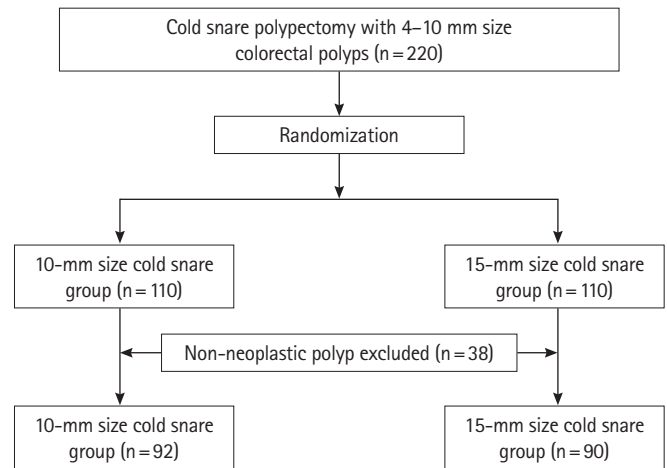 Cold snare polypectomy with 4–10 mm size
colorectal polyps (n=220)
Randomization
10-mm size cold snare
group (n=110)
15-mm size cold snare
group (n=110)
Non-neoplastic polyp excluded (n=38)
10-mm size cold snare
group (n=92)
15-mm size cold snare
group (n=90)